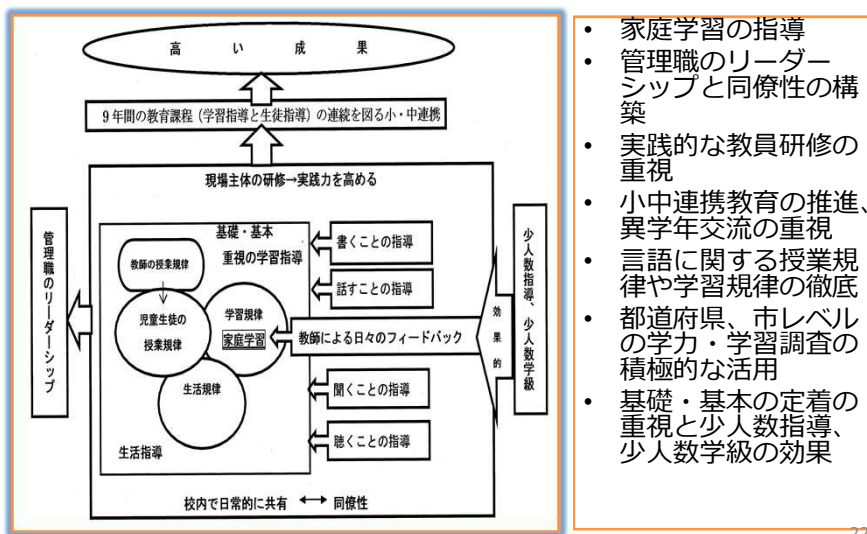 高い成果
9年間の教育課程(学習指導と生徒指導)の連続を図る小・中連携
現場主体の研修→実践力を高める
管理職のリーダーシップ
基礎・基本
重視の学習指導
教師の授業規律
児童生徒の
授業規律
学習規律
家庭学習
生活規律
生活指導
書くことの指導
話すことの指導
教師による日々のフィードバック
聞くことの指導
聴くことの指導
効果的
少人数指導、少人数学級
校内で日常的に共有 ⟷ 同僚性
• 家庭学習の指導
• 管理職のリーダー
シップと同僚性の構
築
• 実践的な教員研修の
重視
• 小中連携教育の推進、
異学年交流の重視
• 言語に関する授業規
律や学習規律の徹底
• 都道府県、市レベル
の学力・学習調査の
積極的な活用
• 基礎・基本の定着の
重視と少人数指導、
少人数学級の効果